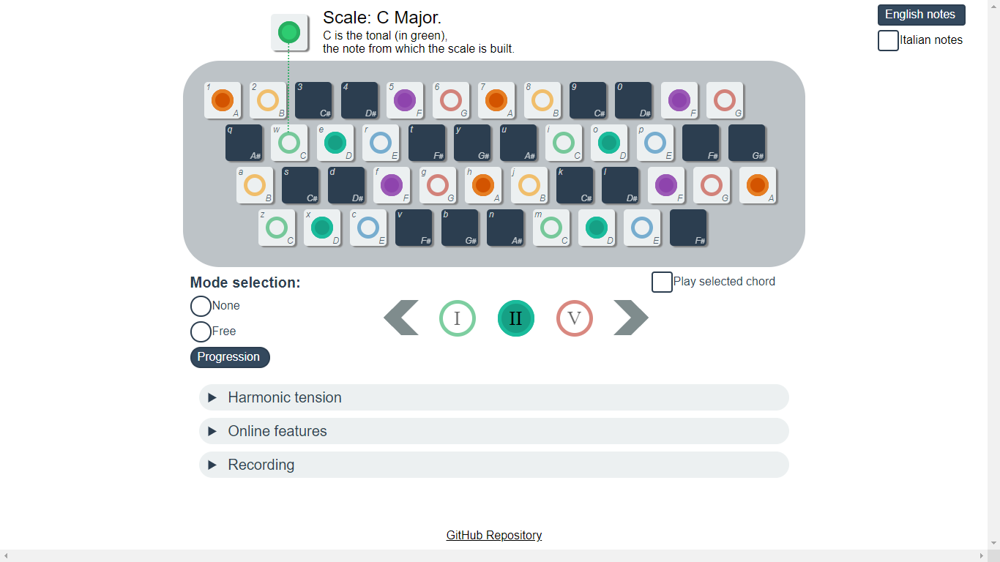 Scale: C Major.
C is the tonal (in green),
the note from which the scale is built.
English notes
Italian notes
1 A 2 B 3 C# 4 D# 5 F 6 G 7 A 8 B 9 C# 0 D# F G
q A# w C e D r E t F# y G# u A# i C o D p E F# G#
a B s C# d D# f F g G h A j B k C# l D# F G A
z C x D c E v F# b G# n A# m C D E F#
Mode selection:
Play selected chord
None
Free
Progression
I II V
Harmonic tension
Online features
Recording
GitHub Repository